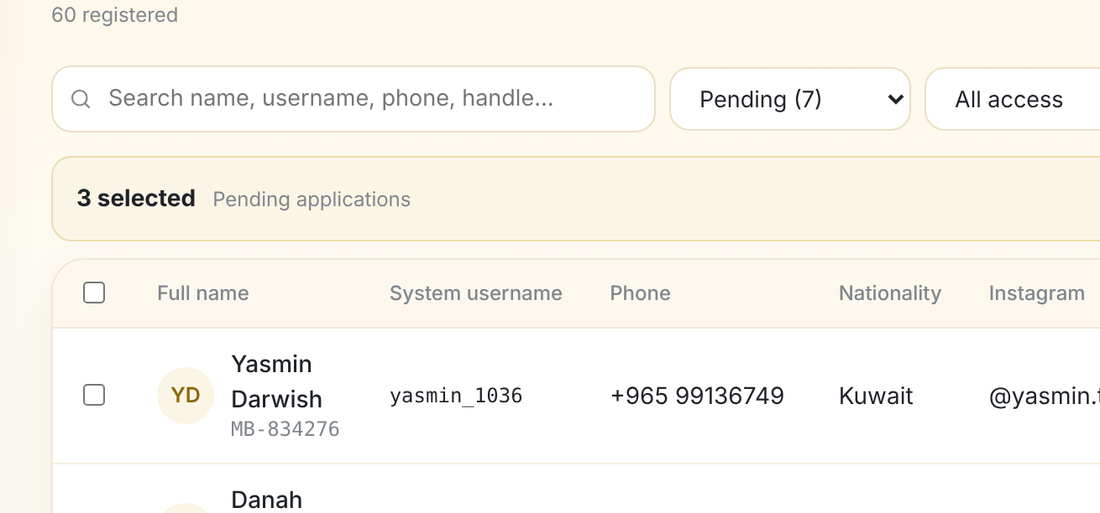 60 registered
Search name, username, phone, handle...
Pending (7)
All access
3 selected Pending applications
Full name System username Phone Nationality Instagram
YD
Yasmin
Darwish
MB-834276
yasmin_1036
+965 99136749
Kuwait
@yasmin.
Danah